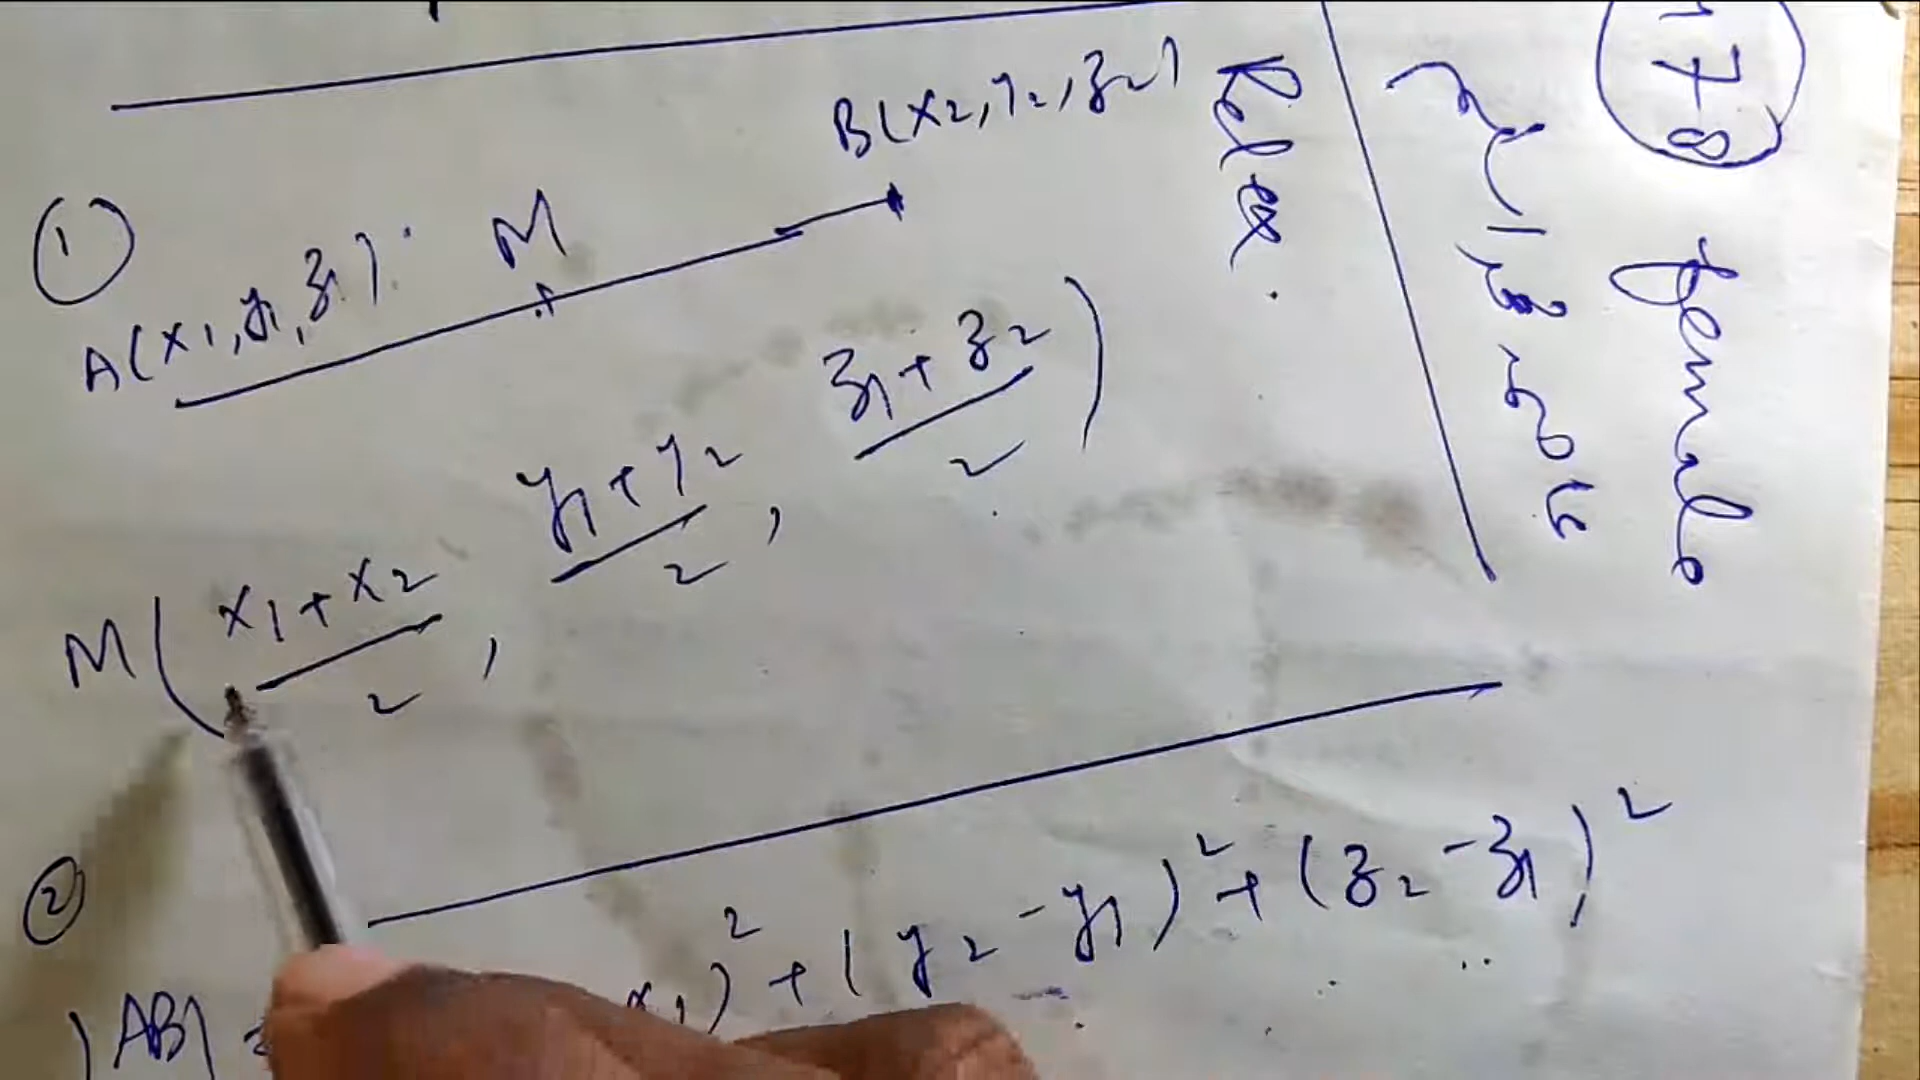 ①
A(x₁, y₁, z₁)
M
B(x₂, y₂, z₂)
M(x₁+x₂/2, y₁+y₂/2, z₁+z₂/2)
②
|AB| = x₁)² + (y₂ - y₁)² + (z₂ - z₁)²
Relax.
178 female